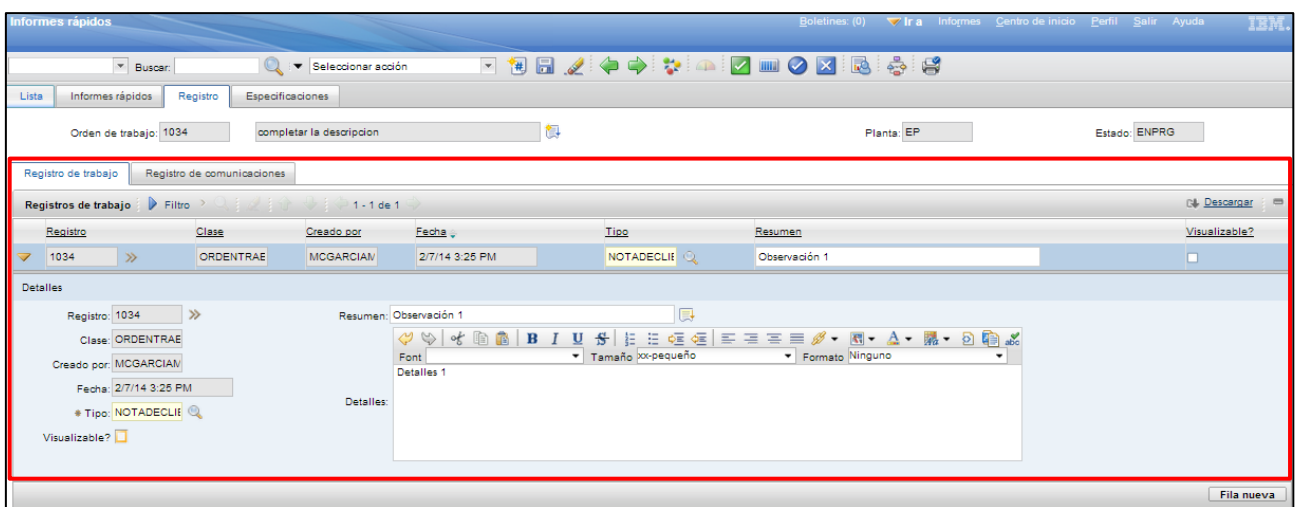 Informes rápidos Boletines: (0) Ir a Informes Centro de inicio Perfil Salir Ayuda IBM.
Buscar: Seleccionar acción
Lista Informes rápidos Registro Especificaciones
Orden de trabajo: 1034 completar la descripcion Planta: EP Estado: ENPRG
Registro de trabajo Registro de comunicaciones
Registros de trabajo Filtro 1 - 1 de 1 Descargar
Registro Clase Creado por Fecha Tipo Resumen Visualizable?
1034 ORDENTRAE MCGARCIAM 2/7/14 3:25 PM NOTADECLIE Observación 1
Detalles
Registro: 1034 Resumen: Observación 1
Clase: ORDENTRAE B I U S
Font Tamaño xx-pequeño Formato Ninguno
Creado por: MCGARCIAM Detalles 1
Fecha: 2/7/14 3:25 PM
Detalles:
* Tipo: NOTADECLIE
Visualizable?
Fila nueva